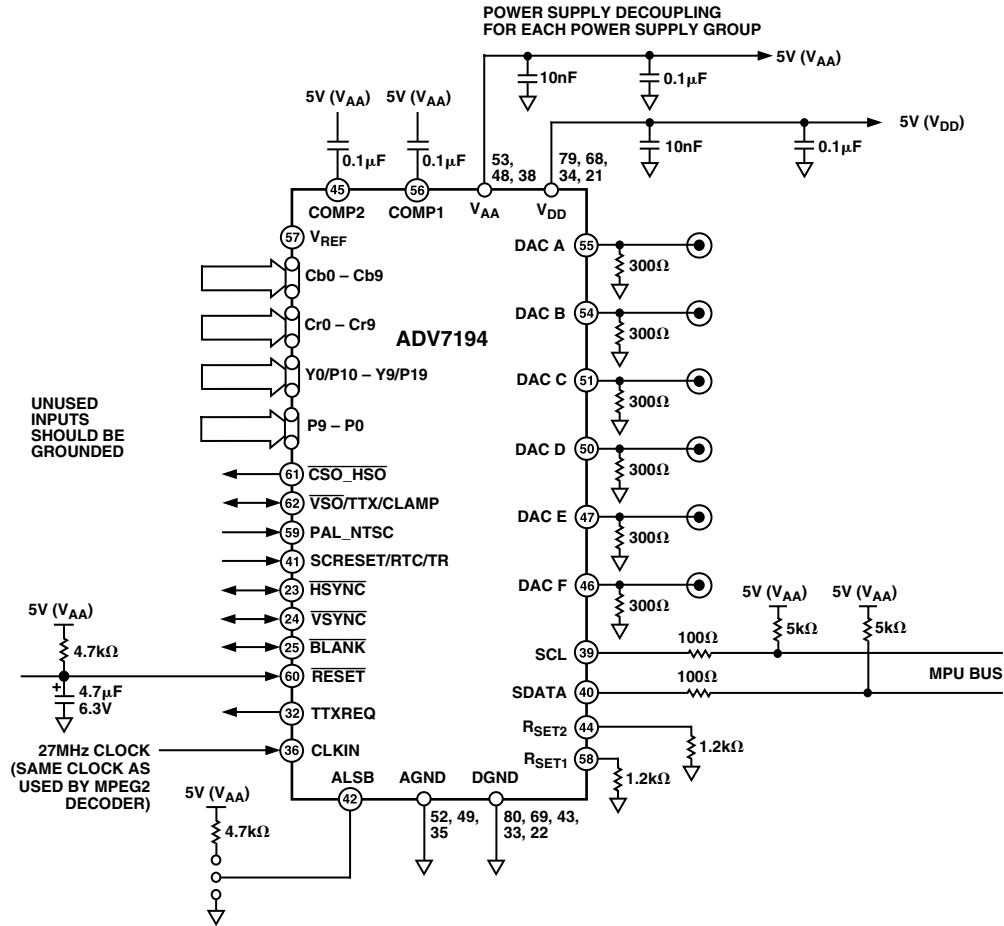 POWER SUPPLY DECOUPLING
FOR EACH POWER SUPPLY GROUP
5V (VAA)
10nF
0.1μF
5V (VAA)
5V (VAA)
5V (VDD)
10nF
0.1μF
0.1μF
0.1μF
53,
48, 38
79, 68,
34, 21
45
56
COMP2
COMP1
VAA
VDD
57
VREF
Cb0 – Cb9
Cr0 – Cr9
Y0/P10 – Y9/P19
P9 – P0
ADV7194
UNUSED
INPUTS
SHOULD BE
GROUNDED
DAC A
55
300Ω
DAC B
54
300Ω
DAC C
51
300Ω
DAC D
50
300Ω
DAC E
47
300Ω
DAC F
46
300Ω
61
CSO_HSO
62
VSO/TTX/CLAMP
59
PAL_NTSC
41
SCRESET/RTC/TR
23
HSYNC
24
VSYNC
25
BLANK
60
RESET
32
TTXREQ
36
CLKIN
5V (VAA)
4.7kΩ
+
4.7μF
6.3V
27MHz CLOCK
(SAME CLOCK AS
USED BY MPEG2
DECODER)
5V (VAA)
5V (VAA)
5kΩ
5kΩ
SCL
39
100Ω
SDATA
40
100Ω
MPU BUS
RSET2
44
1.2kΩ
RSET1
58
1.2kΩ
ALSB
AGND
DGND
42
52, 49,
35
80, 69, 43,
33, 22
5V (VAA)
4.7kΩ